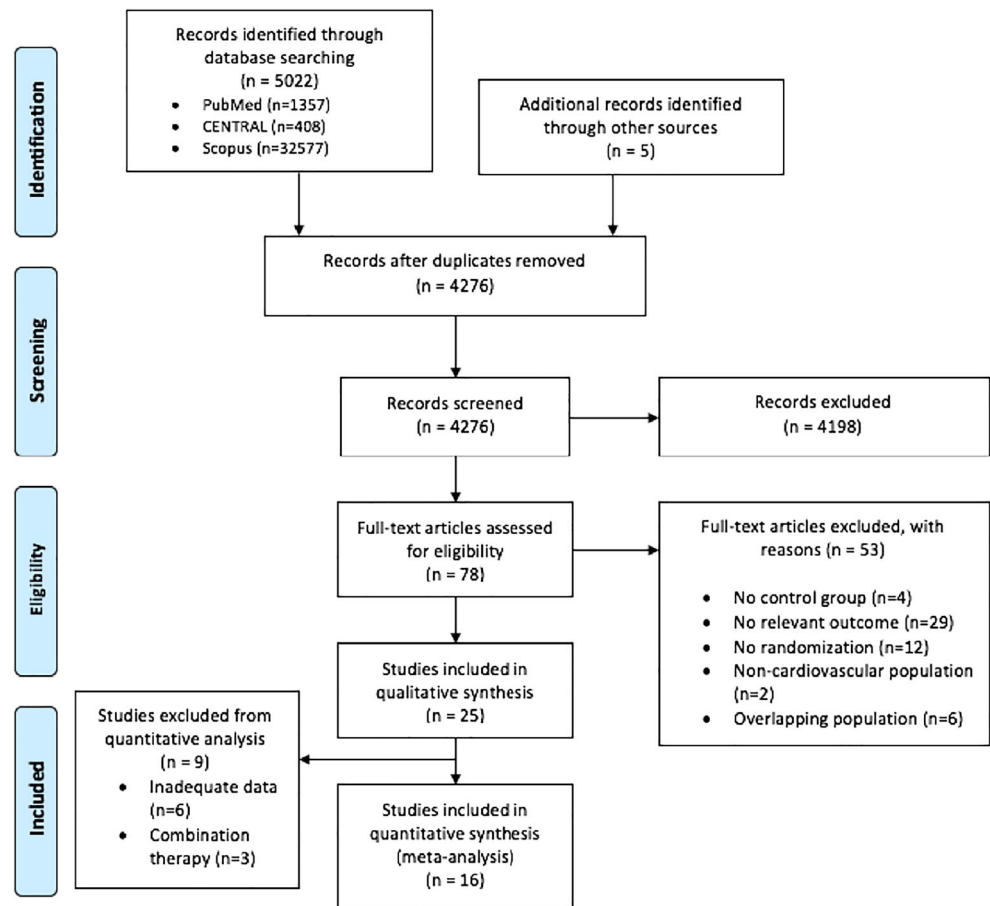 Identification
Records identified through
database searching
(n = 5022)
• PubMed (n=1357)
• CENTRAL (n=408)
• Scopus (n=32577)
Additional records identified
through other sources
(n = 5)
Records after duplicates removed
(n = 4276)
Screening
Records screened
(n = 4276)
Records excluded
(n = 4198)
Eligibility
Full-text articles assessed
for eligibility
(n = 78)
Full-text articles excluded, with
reasons (n = 53)
• No control group (n=4)
• No relevant outcome (n=29)
• No randomization (n=12)
• Non-cardiovascular population
(n=2)
• Overlapping population (n=6)
Studies included in
qualitative synthesis
(n = 25)
Included
Studies excluded from
quantitative analysis
(n = 9)
• Inadequate data
(n=6)
• Combination
therapy (n=3)
Studies included in
quantitative synthesis
(meta-analysis)
(n = 16)